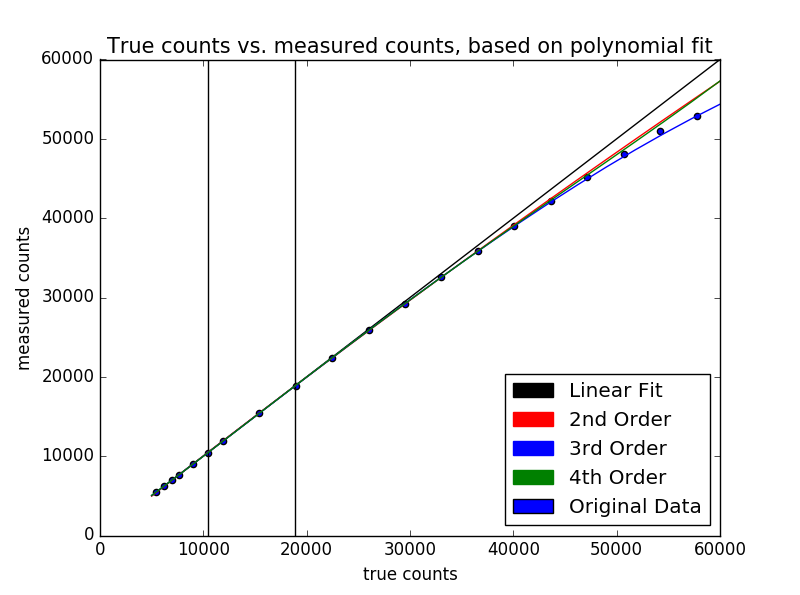 True counts vs. measured counts, based on polynomial fit
60000
50000
40000
30000
20000
10000
0
measured counts
Linear Fit
2nd Order
3rd Order
4th Order
Original Data
0 10000 20000 30000 40000 50000 60000
true counts